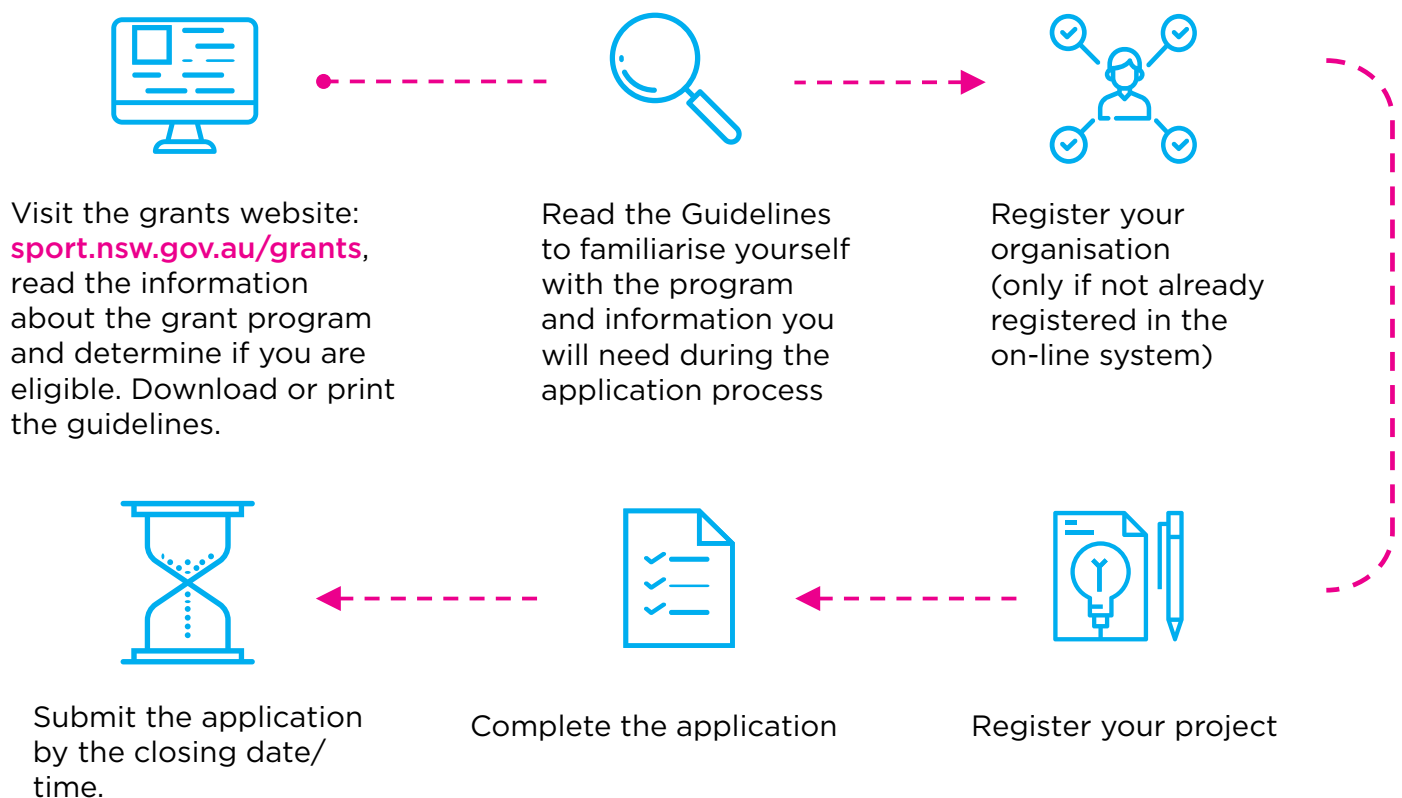 Visit the grants website:
sport.nsw.gov.au/grants,
read the information
about the grant program
and determine if you are
eligible. Download or print
the guidelines.
Read the Guidelines
to familiarise yourself
with the program
and information you
will need during the
application process
Register your
organisation
(only if not already
registered in the
on-line system)
Register your project
Complete the application
Submit the application
by the closing date/
time.